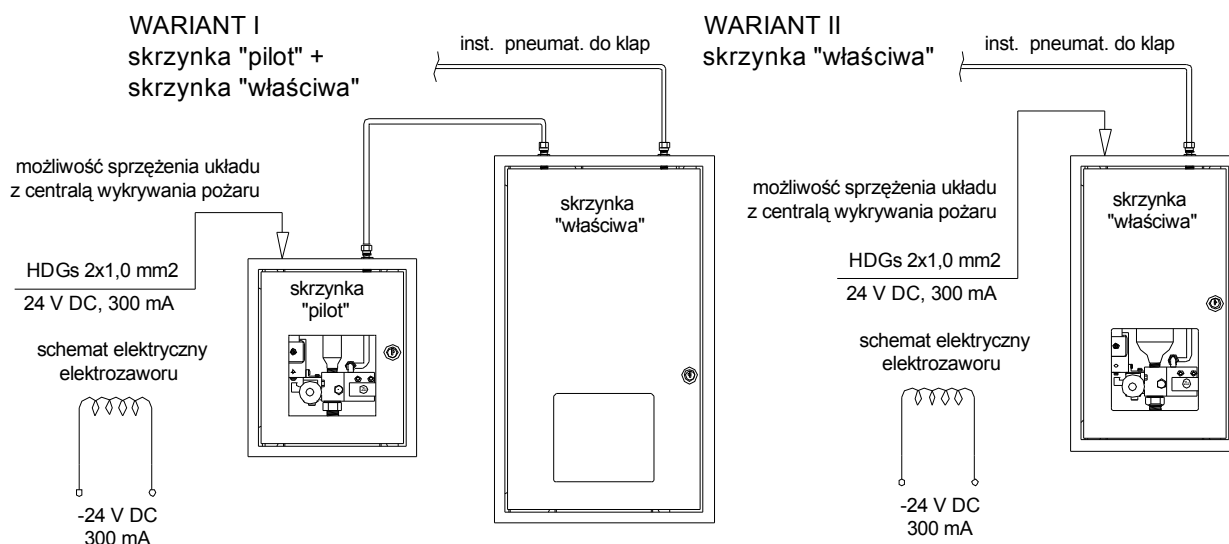 WARIANT I
skrzynka "pilot" +
skrzynka "właściwa"
inst. pneumat. do klap
możliwość sprzężenia układu
z centralą wykrywania pożaru
HDGs 2x1,0 mm2
24 V DC, 300 mA
schemat elektryczny
elektrozaworu
-24 V DC
300 mA
skrzynka
"pilot"
skrzynka
"właściwa"
WARIANT II
skrzynka "właściwa"
inst. pneumat. do klap
możliwość sprzężenia układu
z centralą wykrywania pożaru
HDGs 2x1,0 mm2
24 V DC, 300 mA
schemat elektryczny
elektrozaworu
-24 V DC
300 mA
skrzynka
"właściwa"